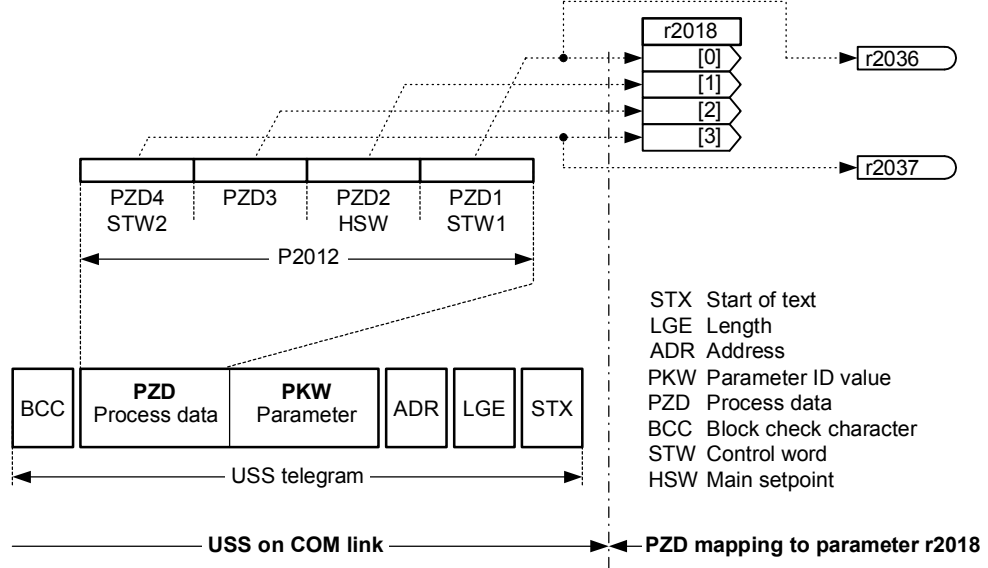 r2018
[0]
r2036
[1]
[2]
[3]
r2037
PZD4 PZD3 PZD2 PZD1
STW2 HSW STW1
P2012
STX Start of text
LGE Length
ADR Address
PKW Parameter ID value
PZD Process data
BCC Block check character
STW Control word
HSW Main setpoint
BCC
PZD
Process data
PKW
Parameter
ADR
LGE
STX
USS telegram
USS on COM link
PZD mapping to parameter r2018